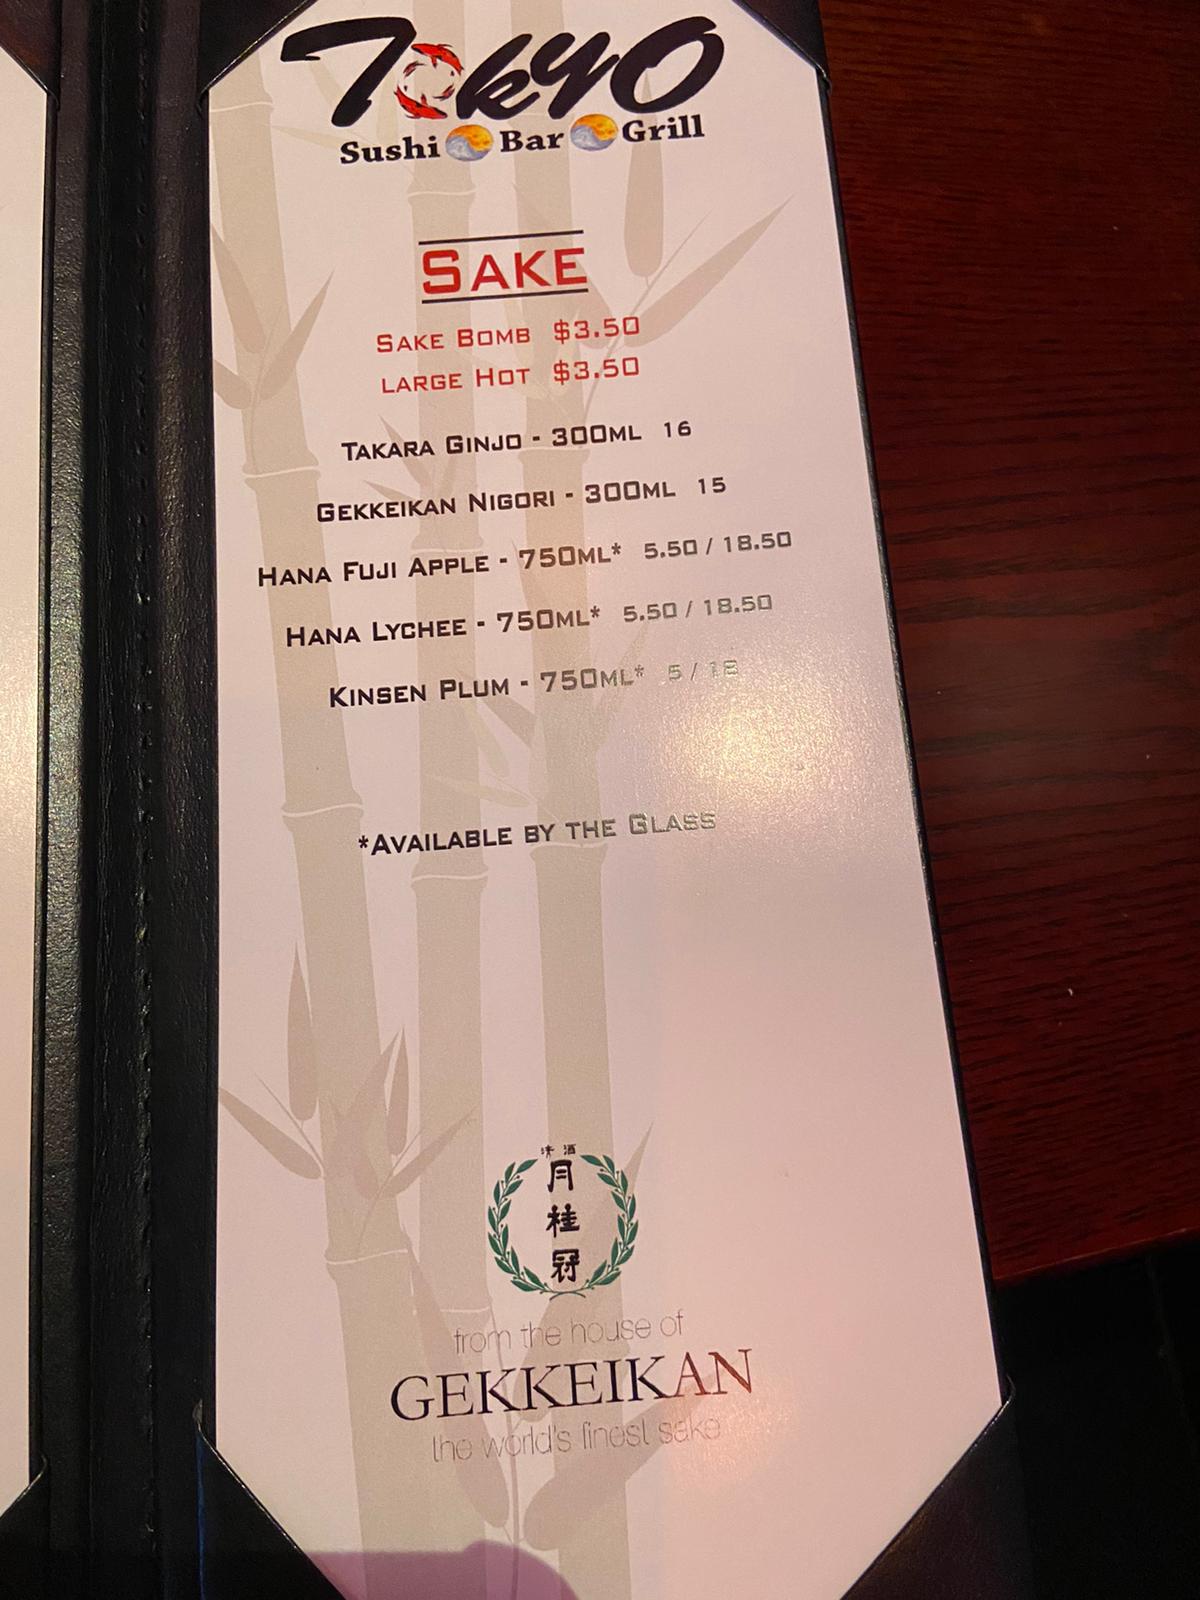 Tokyo
Sushi Bar Grill
SAKE
SAKE BOMB $3.50
LARGE HOT $3.50
TAKARA GINJO - 300ML 16
GEKKEIKAN NIGORI - 300ML 15
HANA FUJI APPLE - 750ML* 5.50 / 18.50
HANA LYCHEE - 750ML* 5.50 / 18.50
KINSEN PLUM - 750ML* 5 / 18
*AVAILABLE BY THE GLASS
清酒
月
桂
冠
from the house of
GEKKEIKAN
the world's finest sake